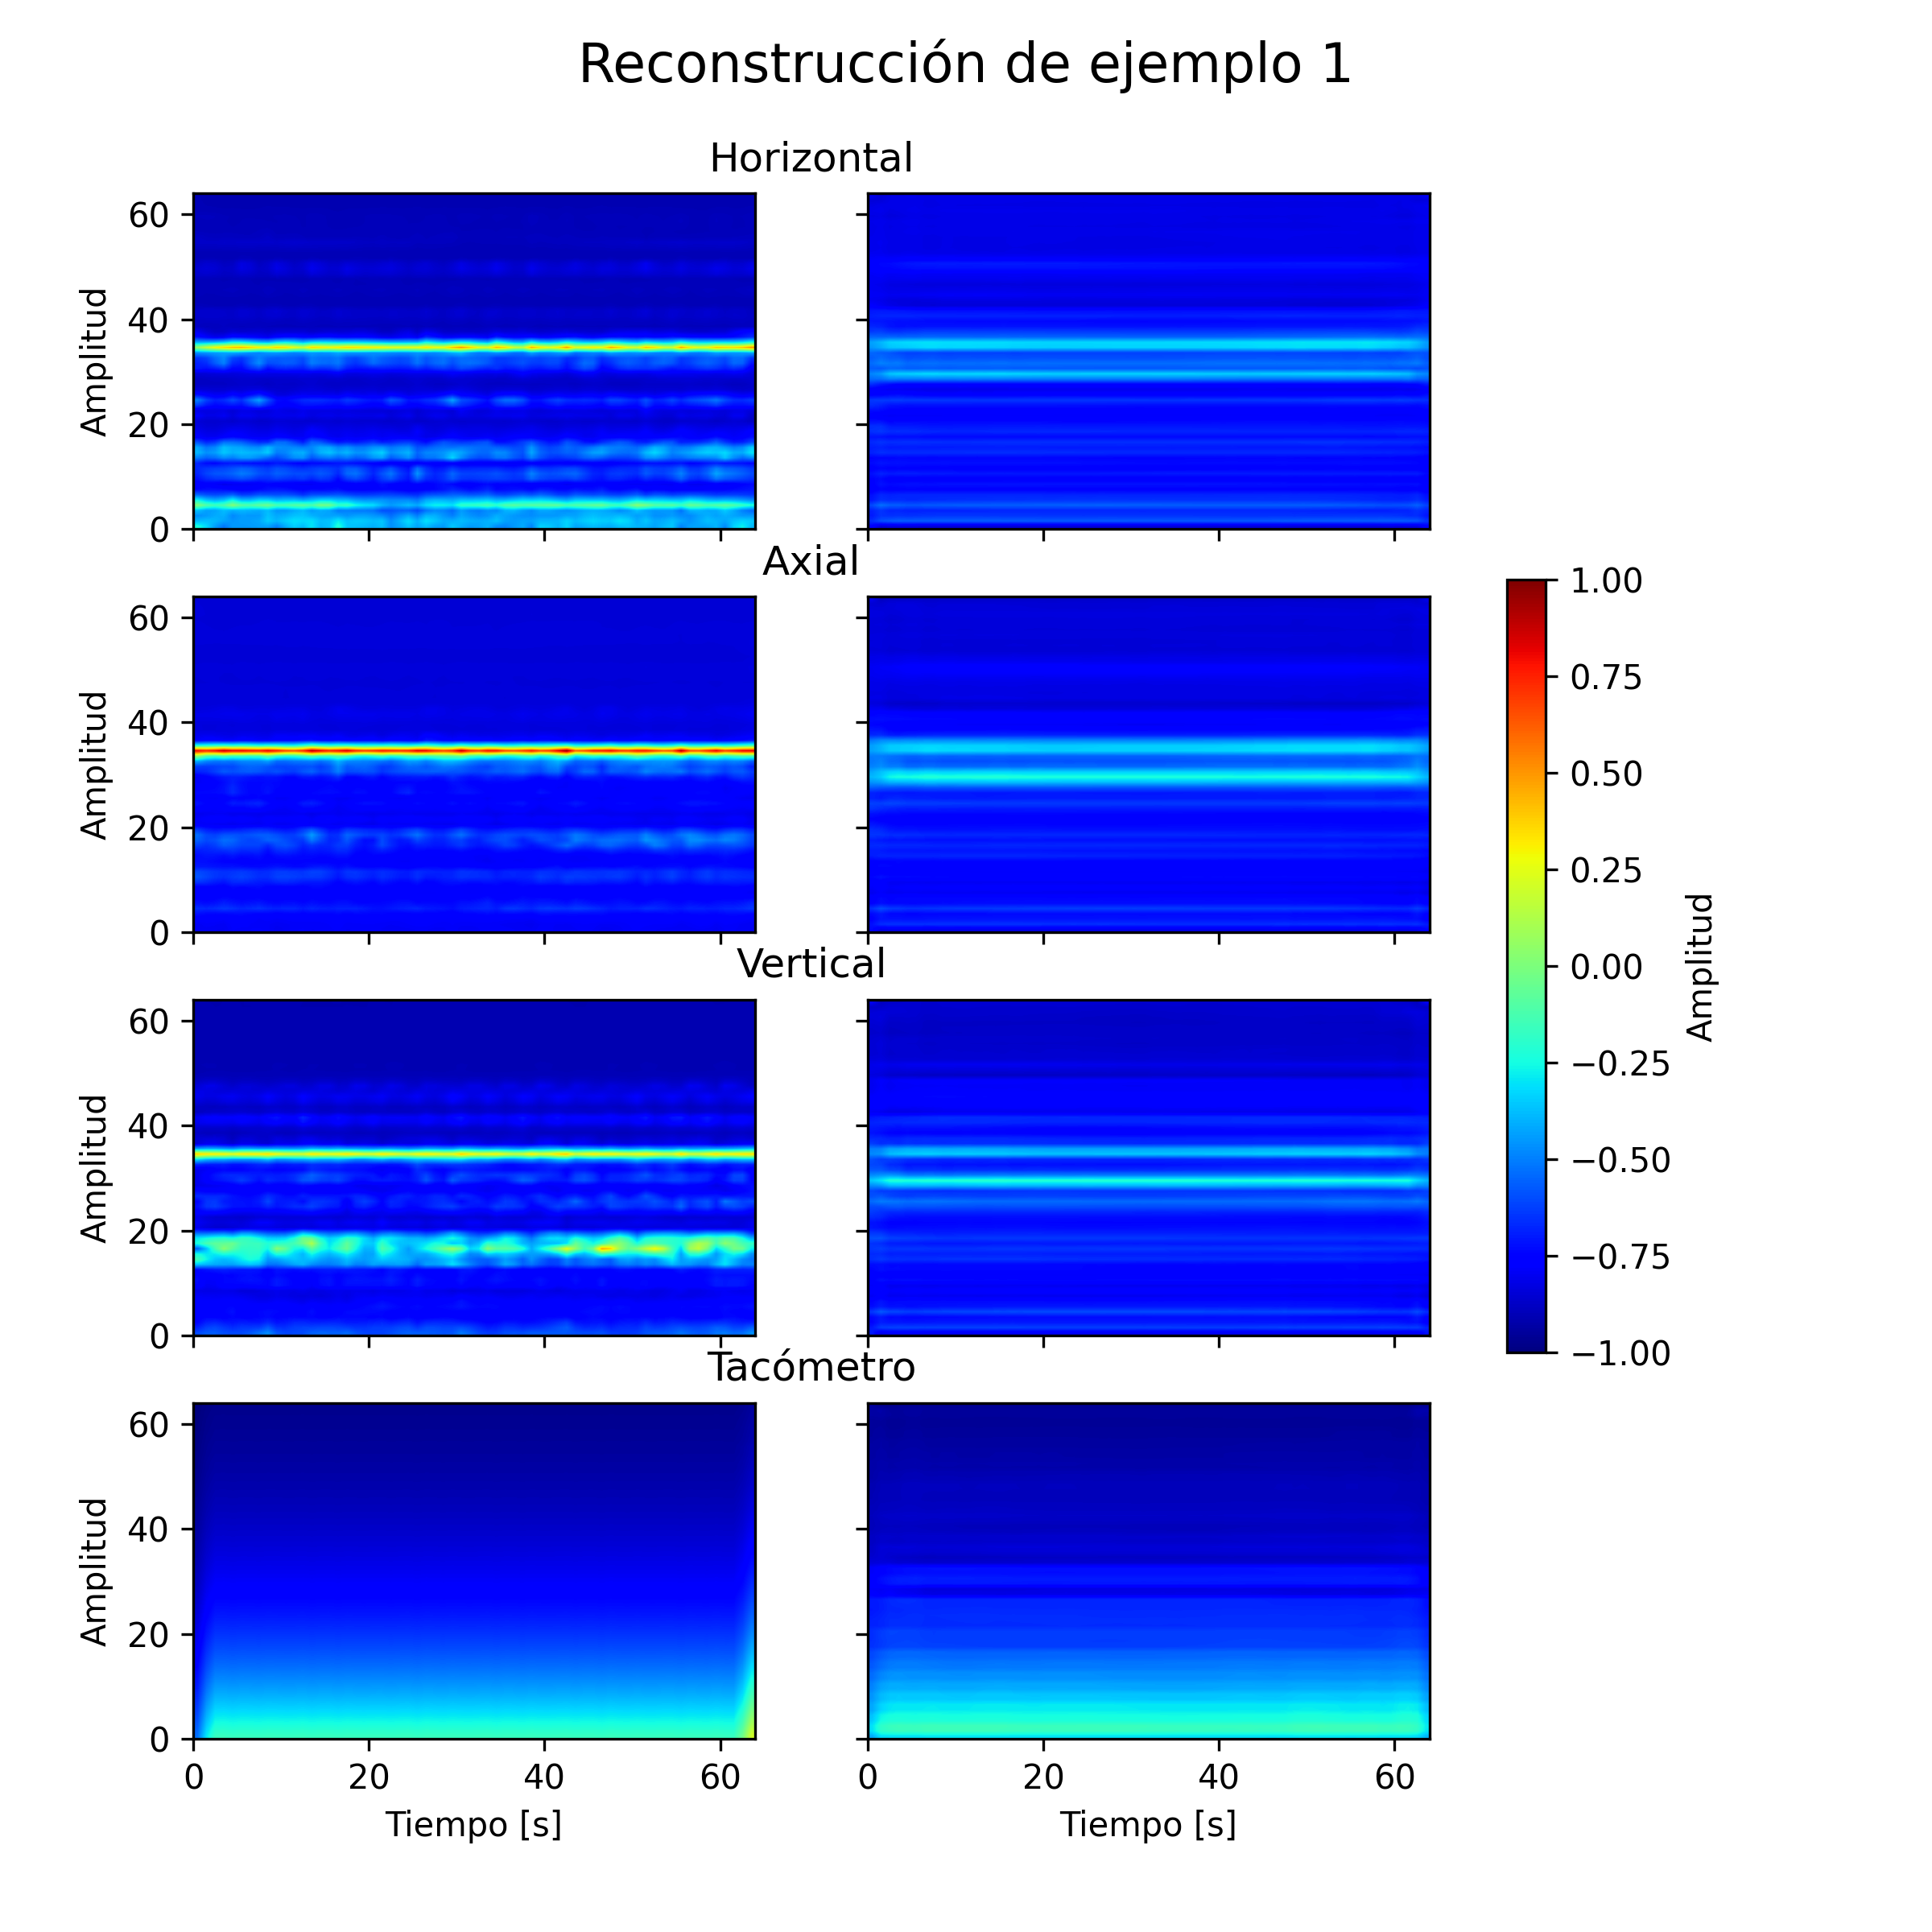 Reconstrucción de ejemplo 1
Horizontal
Amplitud
60
40
20
0
Axial
Amplitud
60
40
20
0
Vertical
Amplitud
60
40
20
0
Tacómetro
Amplitud
60
40
20
0
0 20 40 60
Tiempo [s]
0 20 40 60
Tiempo [s]
1.00
0.75
0.50
0.25
0.00
−0.25
−0.50
−0.75
−1.00
Amplitud